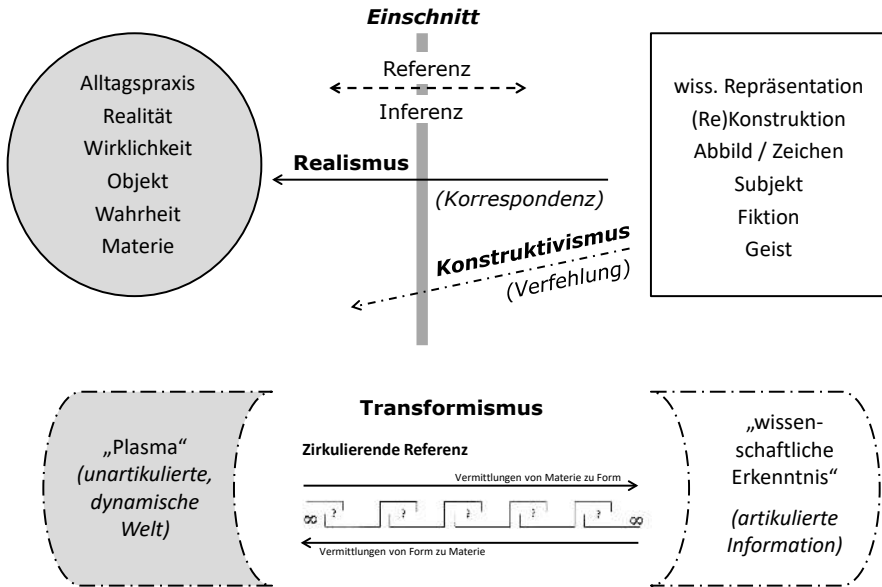 Einschnitt
Alltagspraxis
Realität
Wirklichkeit
Objekt
Wahrheit
Materie
Referenz
Inferenz
Realismus
(Korrespondenz)
Konstruktivismus
(Verfehlung)
wiss. Repräsentation
(Re)Konstruktion
Abbild / Zeichen
Subjekt
Fiktion
Geist
„Plasma“
(unartikulierte,
dynamische
Welt)
Transformismus
Zirkulierende Referenz
Vermittlungen von Materie zu Form
∞ ? ? ? ? ? ∞
Vermittlungen von Form zu Materie
„wissen-
schaftliche
Erkenntnis“
(artikulierte
Information)